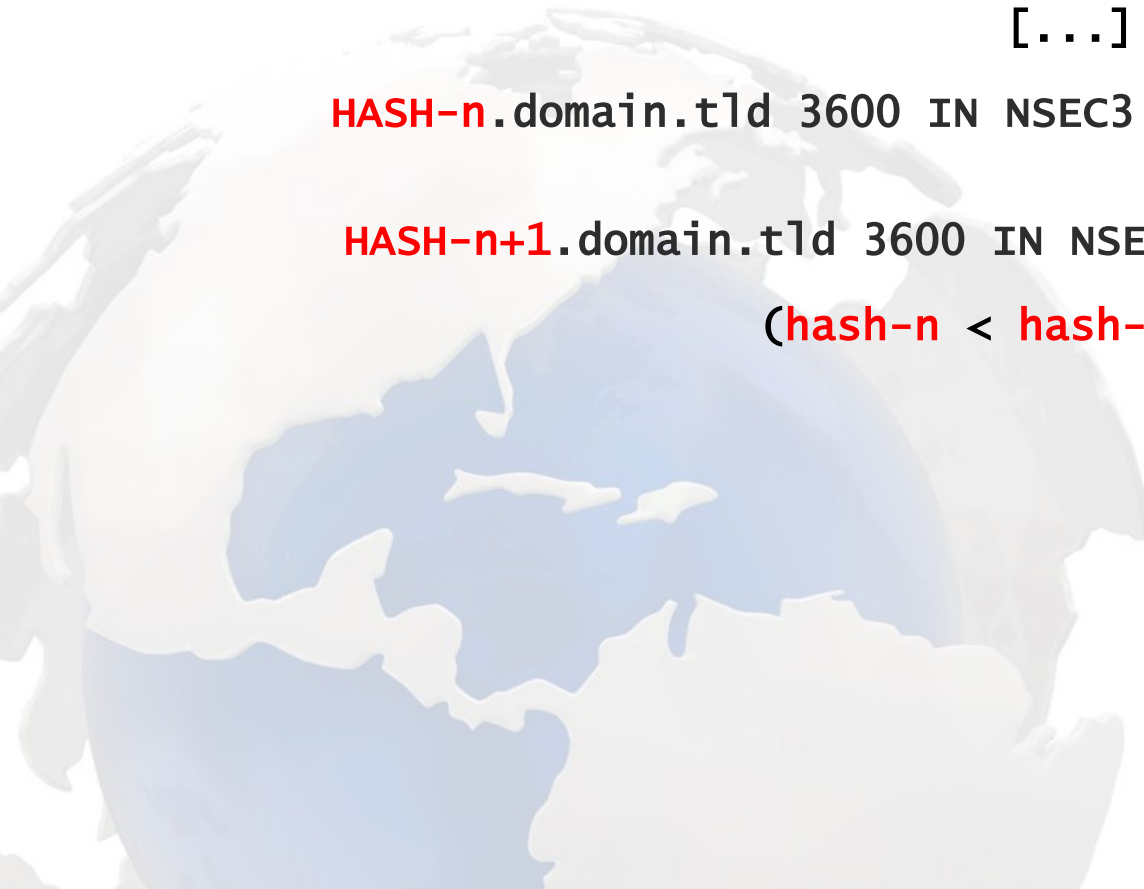 [...]
HASH-n.domain.tld 3600 IN NSEC3
HASH-n+1.domain.tld 3600 IN NSE
(hash-n < hash-